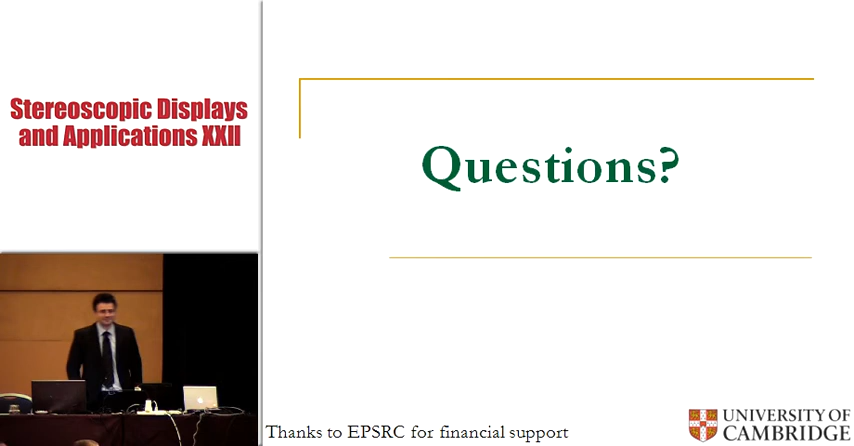 Stereoscopic Displays
and Applications XXII
Questions?
Thanks to EPSRC for financial support
UNIVERSITY OF
CAMBRIDGE